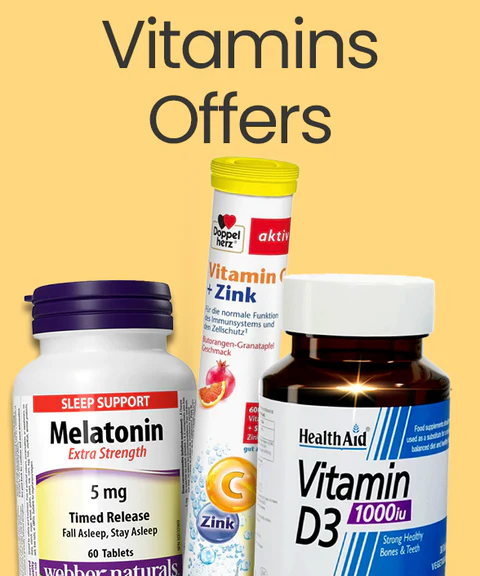 Vitamins
Offers
Doppel
herz®
aktiv
Vitamin C
+ Zink
Für die normale Funktion
des Immunsystems und
den Zellschutz
Blutorangen-Granatapfel
Geschmack
C
Zink
SLEEP SUPPORT
Melatonin
Extra Strength
5 mg
Timed Release
Fall Asleep, Stay Asleep
60 Tablets
webber naturals
HealthAid®
Vitamin
D3 1000iu
Strong Healthy
Bones & Teeth